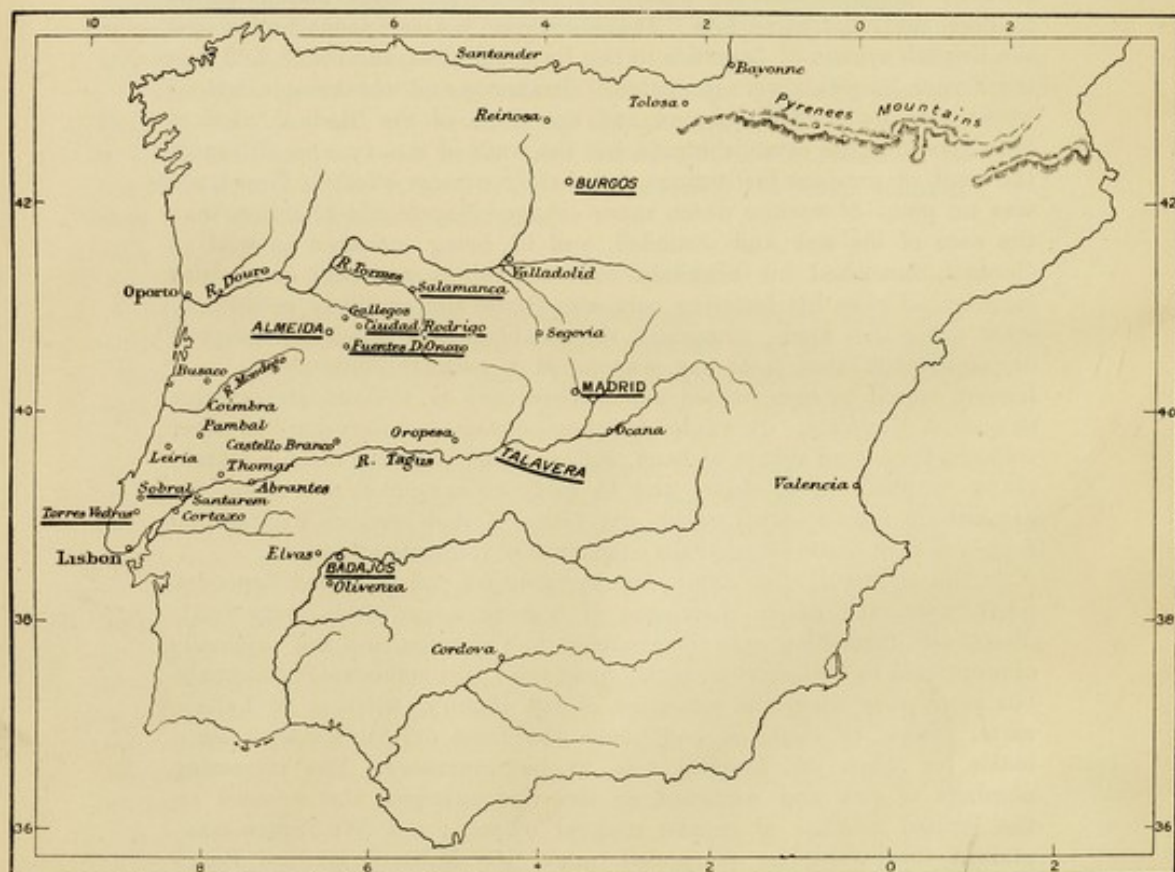 10 6 4 2 0 2
Santander
Bayonne
Tolosa
Pyrenees Mountains
Reinosa
BURGOS
42 42
R. Douro
R. Tormes
Valladolid
Oporto
Salamanca
Gallegos
ALMEIDA
Ciudad Rodrigo
Segovia
Fuentes D.Onoro
Busaco
R. Mondego
MADRID
Coimbra
40 40
Pambal
Castello Branco
Oropesa
Ocana
Leiria
R. Tagus
TALAVERA
Thomar
Abrantes
Sobral
Santarem
Valencia
Torres Vedras
Cortaxo
Lisbon
Elvas
BADAJOS
Olivenza
38 38
Cordova
36 36
8 6 4 2 0 2